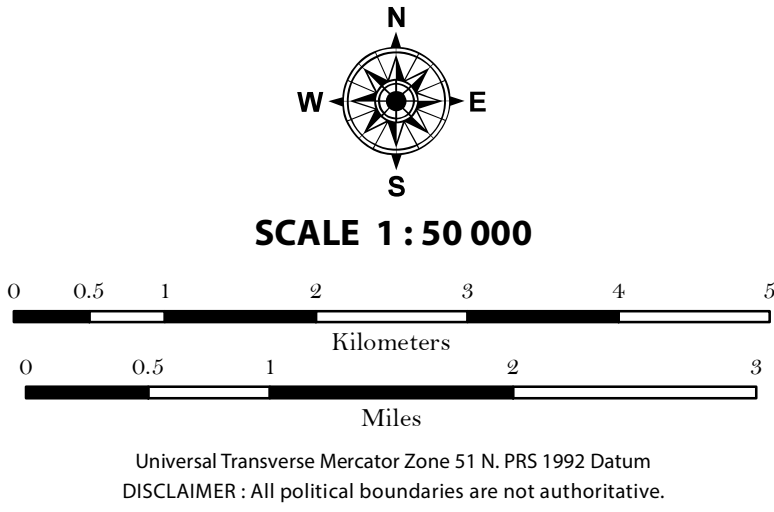 N
W E
S
SCALE 1 : 50 000
0 0.5 1 2 3 4 5
Kilometers
0 0.5 1 2 3
Miles
Universal Transverse Mercator Zone 51 N. PRS 1992 Datum
DISCLAIMER : All political boundaries are not authoritative.